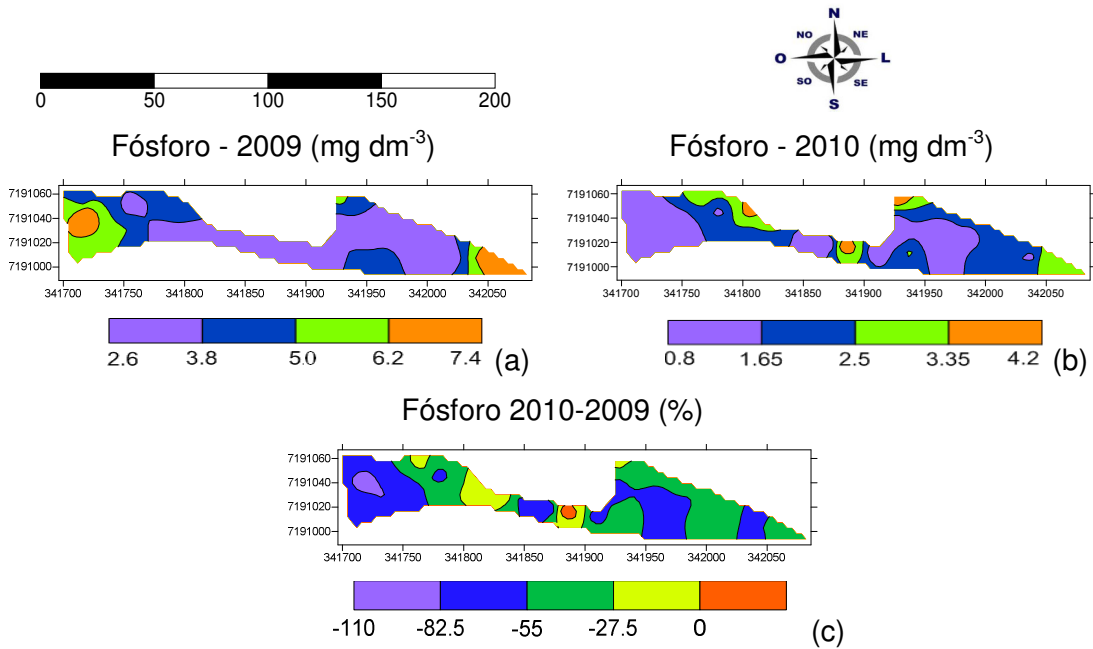 N
NO NE
O L
SO SE
S
0 50 100 150 200
Fósforo - 2009 (mg dm-3)
7191060
7191040
7191020
7191000
341700 341750 341800 341850 341900 341950 342000 342050
2.6 3.8 5.0 6.2 7.4 (a)
Fósforo - 2010 (mg dm-3)
7191060
7191040
7191020
7191000
341700 341750 341800 341850 341900 341950 342000 342050
0.8 1.65 2.5 3.35 4.2 (b)
Fósforo 2010-2009 (%)
7191060
7191040
7191020
7191000
341700 341750 341800 341850 341900 341950 342000 342050
-110 -82.5 -55 -27.5 0 (c)